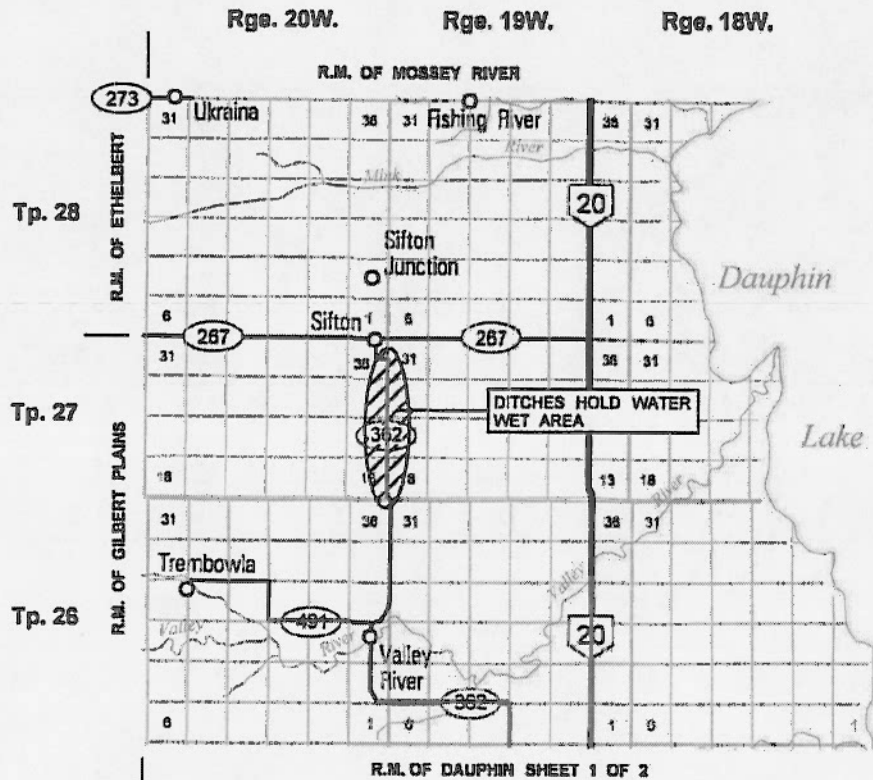 Rge. 20W. Rge. 19W. Rge. 18W.
R.M. OF MOSSEY RIVER
273 Ukraina Fishing River
31 36 31 36 31
River
Mink
R.M. OF ETHELBERT
Tp. 28
20
Sifton
Junction
Dauphin
6 1 6 1 6
Sifton
267 267
31 36 31 36 31
DITCHES HOLD WATER
WET AREA
Tp. 27
362
Lake
R.M. OF GILBERT PLAINS
18 18 13 18
River
31 36 31 36 31
Trembowla
Valley
Tp. 26
491
20
Valley
River
Valley
River
362
6 1 6 1 6 1
R.M. OF DAUPHIN SHEET 1 OF 2